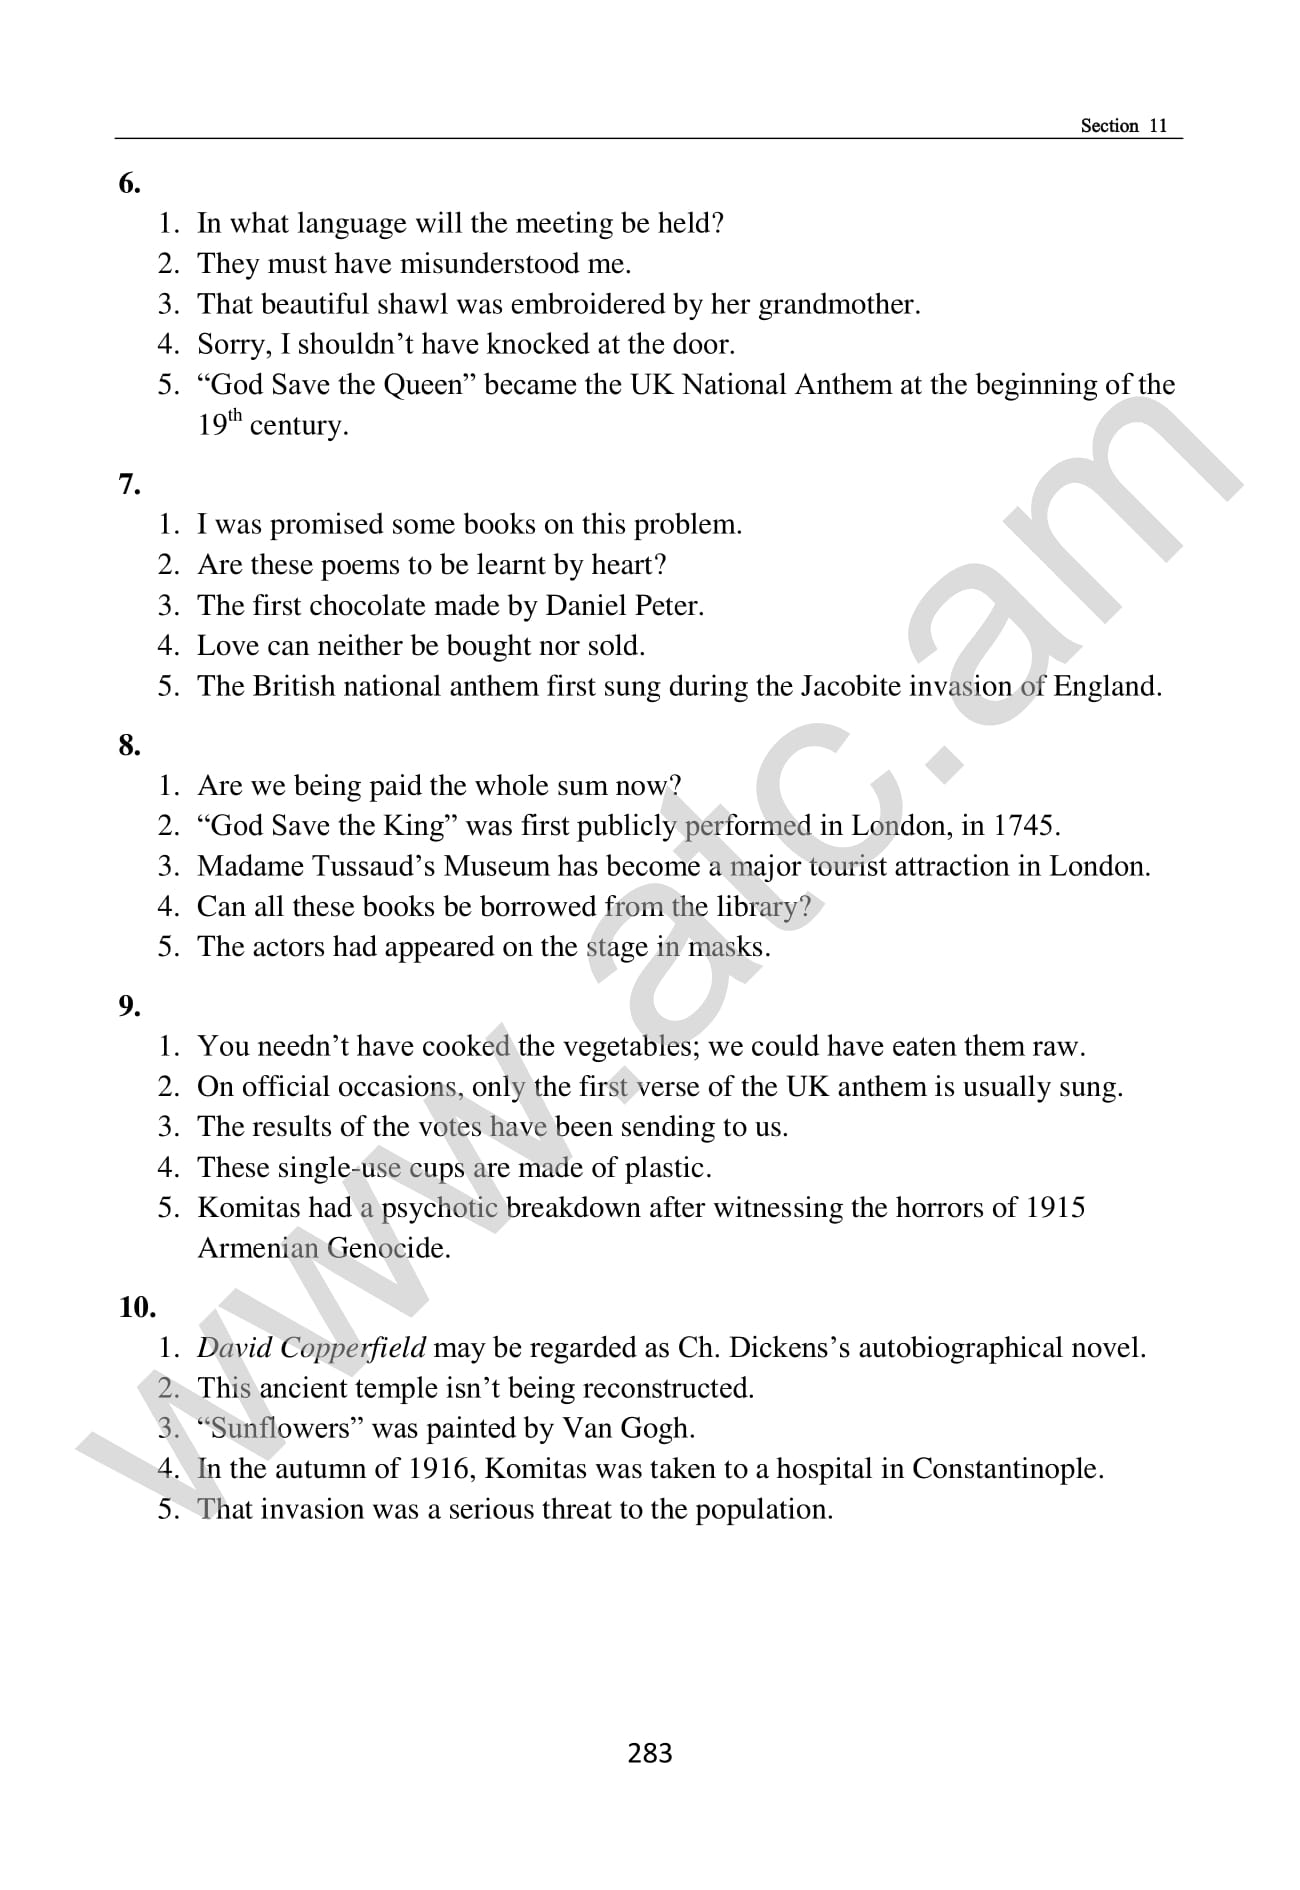 Section 11
6.
1. In what language will the meeting be held?
2. They must have misunderstood me.
3. That beautiful shawl was embroidered by her grandmother.
4. Sorry, I shouldn’t have knocked at the door.
5. “God Save the Queen” became the UK National Anthem at the beginning of the
19th century.
7.
1. I was promised some books on this problem.
2. Are these poems to be learnt by heart?
3. The first chocolate made by Daniel Peter.
4. Love can neither be bought nor sold.
5. The British national anthem first sung during the Jacobite invasion of England.
8.
1. Are we being paid the whole sum now?
2. “God Save the King” was first publicly performed in London, in 1745.
3. Madame Tussaud’s Museum has become a major tourist attraction in London.
4. Can all these books be borrowed from the library?
5. The actors had appeared on the stage in masks.
9.
1. You needn’t have cooked the vegetables; we could have eaten them raw.
2. On official occasions, only the first verse of the UK anthem is usually sung.
3. The results of the votes have been sending to us.
4. These single-use cups are made of plastic.
5. Komitas had a psychotic breakdown after witnessing the horrors of 1915
Armenian Genocide.
10.
1. David Copperfield may be regarded as Ch. Dickens’s autobiographical novel.
2. This ancient temple isn’t being reconstructed.
3. “Sunflowers” was painted by Van Gogh.
4. In the autumn of 1916, Komitas was taken to a hospital in Constantinople.
5. That invasion was a serious threat to the population.
283
www.atc.am